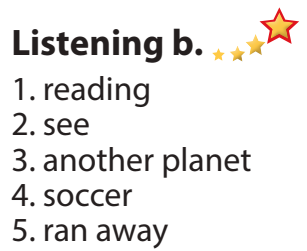 Listening b.
1. reading
2. see
3. another planet
4. soccer
5. ran away